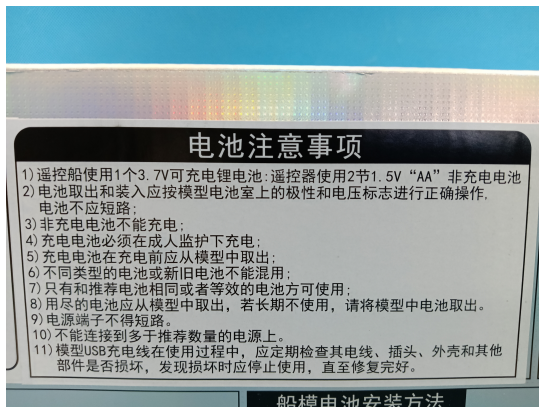 电池注意事项
1) 遥控船使用1个3.7V可充电锂电池:遥控器使用2节1.5V “AA” 非充电电池
2) 电池取出和装入应按模型电池室上的极性和电压标志进行正确操作,
电池不应短路;
3) 非充电电池不能充电;
4) 充电电池必须在成人监护下充电;
5) 充电电池在充电前应从模型中取出;
6) 不同类型的电池或新旧电池不能混用;
7) 只有和推荐电池相同或者等效的电池方可使用;
8) 用尽的电池应从模型中取出, 若长期不使用, 请将模型中电池取出。
9) 电源端子不得短路。
10) 不能连接到多于推荐数量的电源上。
11) 模型USB充电线在使用过程中, 应定期检查其电线、插头、外壳和其他
部件是否损坏, 发现损坏时应停止使用, 直至修复完好。
船模电池安装方法